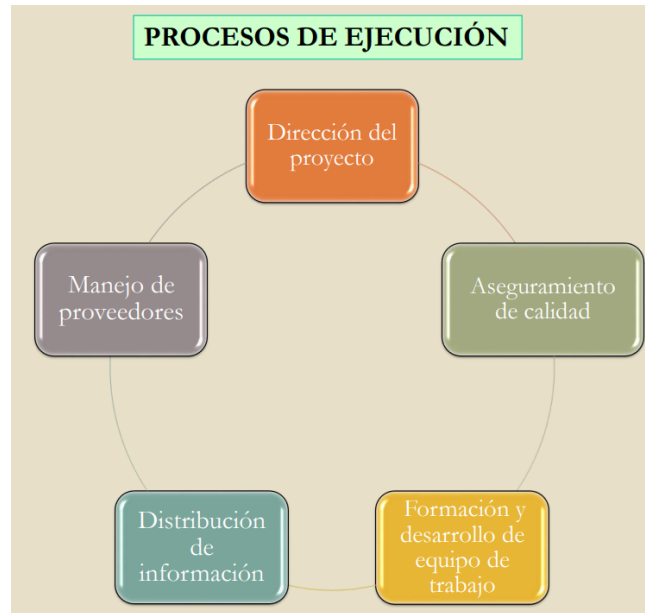 PROCESOS DE EJECUCIÓN
Dirección del
proyecto
Aseguramiento
de calidad
Formación y
desarrollo de
equipo de
trabajo
Distribución
de
información
Manejo de
proveedores